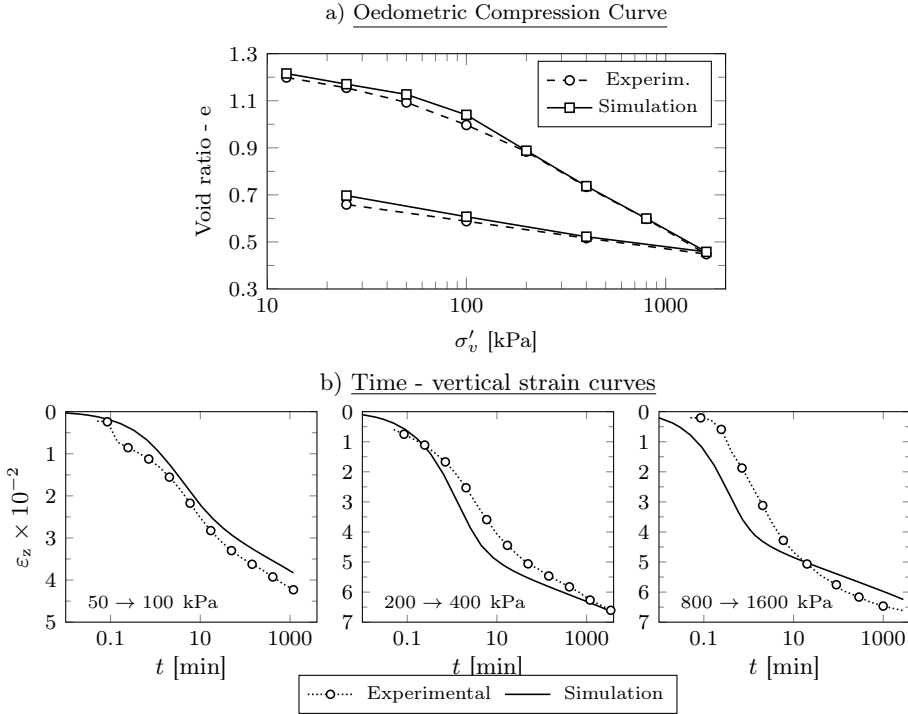 a) Oedometric Compression Curve
1.3
1.1
0.9
0.7
0.5
0.3
Void ratio - e
Experim.
Simulation
10 100 1000
σ′v [kPa]
b) Time - vertical strain curves
0
1
2
3
4
5
εz × 10−2
50 → 100 kPa
0.1 10 1000
t [min]
0
1
2
3
4
5
6
7
200 → 400 kPa
0.1 10 1000
t [min]
0
1
2
3
4
5
6
7
800 → 1600 kPa
0.1 10 1000
t [min]
Experimental Simulation